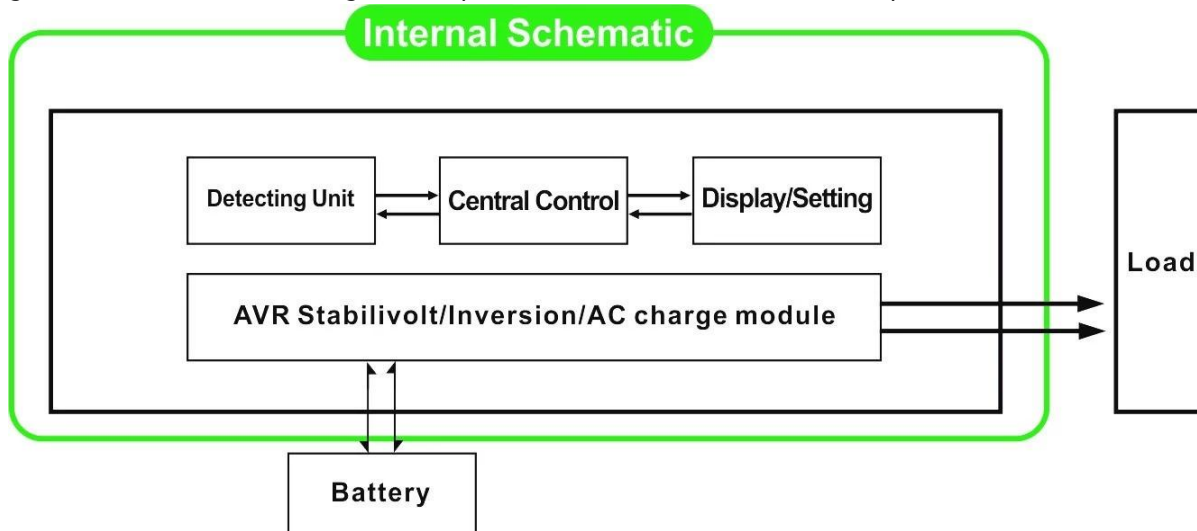 Internal Schematic
Detecting Unit
Central Control
Display/Setting
Load
AVR Stabilivolt/Inversion/AC charge module
Battery